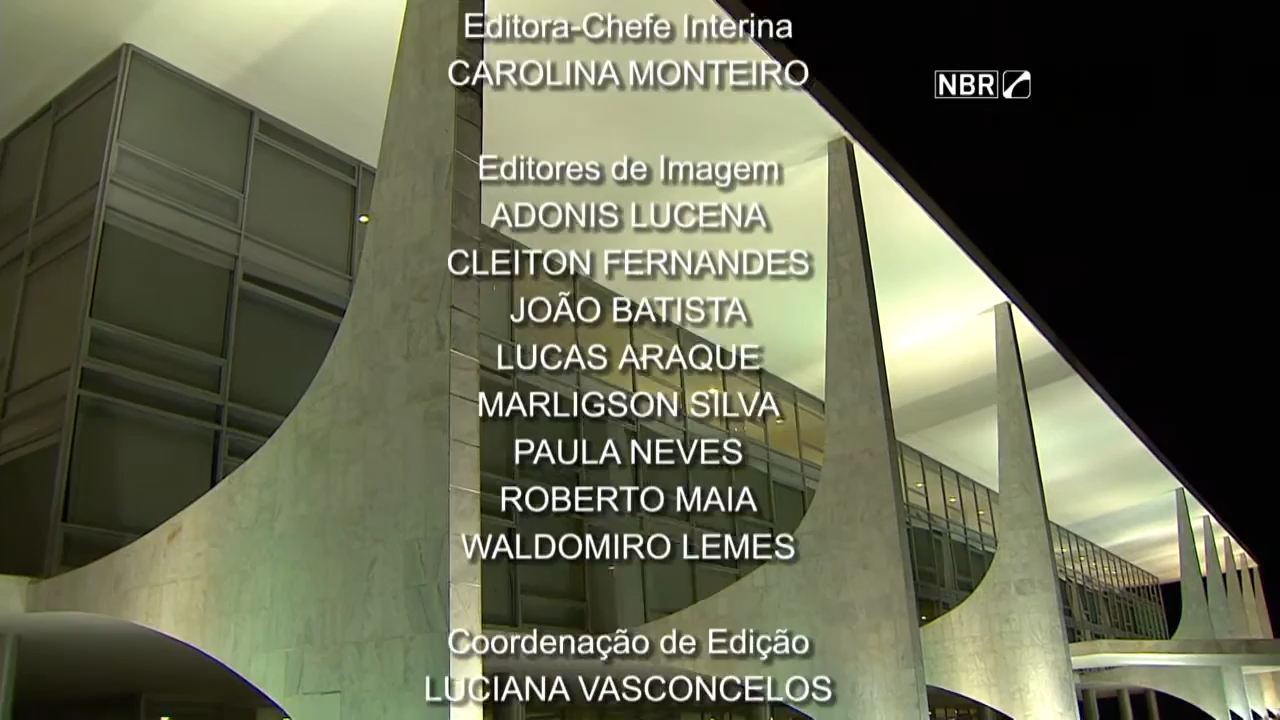 Editora-Chefe Interina
CAROLINA MONTEIRO
NBR
Editores de Imagem
ADONIS LUCENA
CLEITON FERNANDES
JOÃO BATISTA
LUCAS ARAQUE
MARLIGSON SILVA
PAULA NEVES
ROBERTO MAIA
WALDOMIRO LEMES
Coordenação de Edição
LUCIANA VASCONCELOS